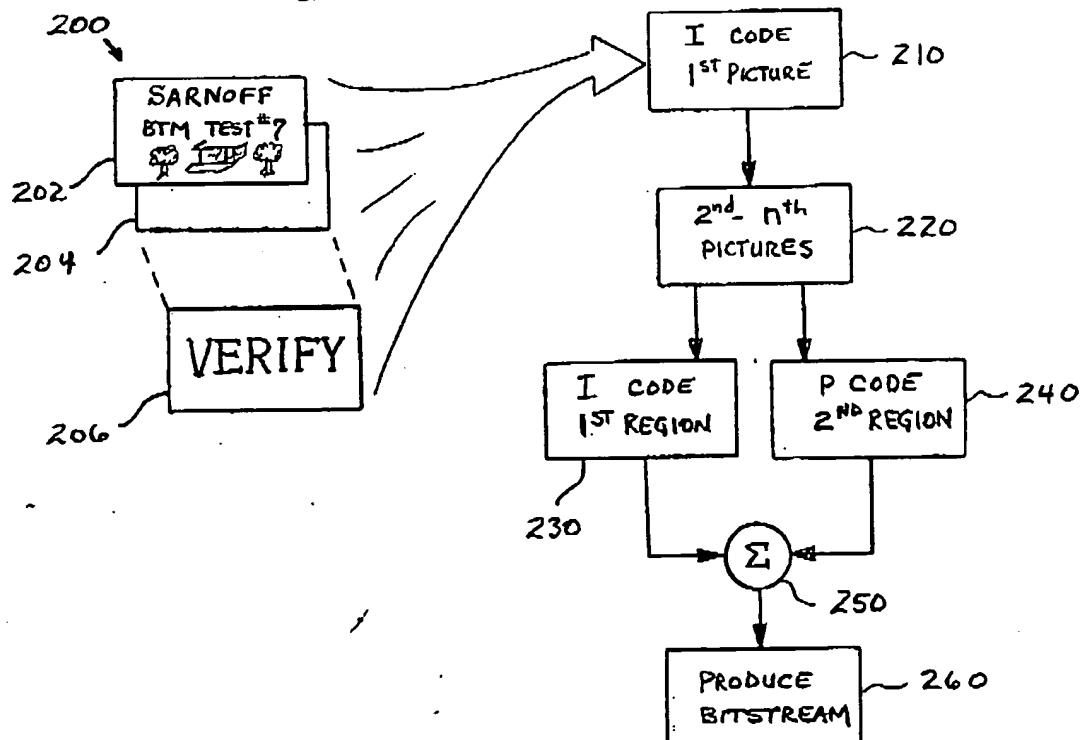 200
SARNOFF
BTM TEST #7
202
204
VERIFY
206
I CODE
1ST PICTURE
210
2nd - nth
PICTURES
220
I CODE
1ST REGION
230
P CODE
2ND REGION
240
Σ
250
PRODUCE
BITSTREAM
260